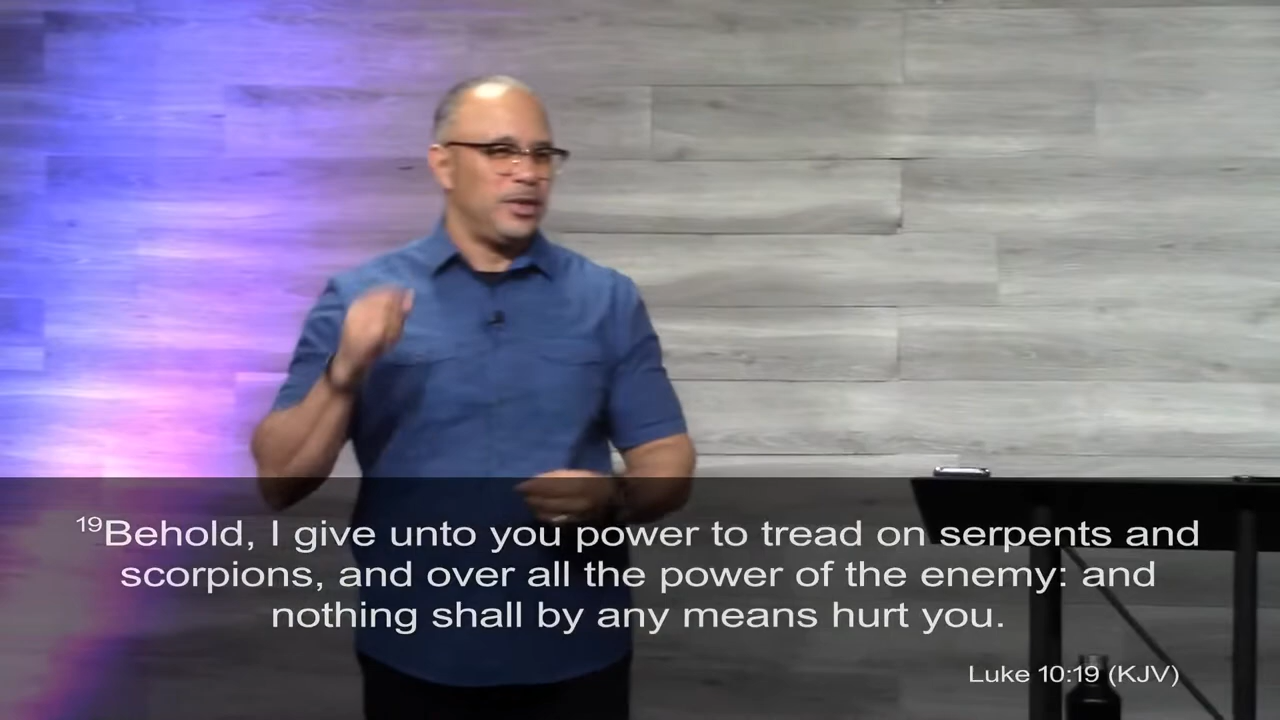 ¹⁹Behold, I give unto you power to tread on serpents and
scorpions, and over all the power of the enemy: and
nothing shall by any means hurt you.
Luke 10:19 (KJV)